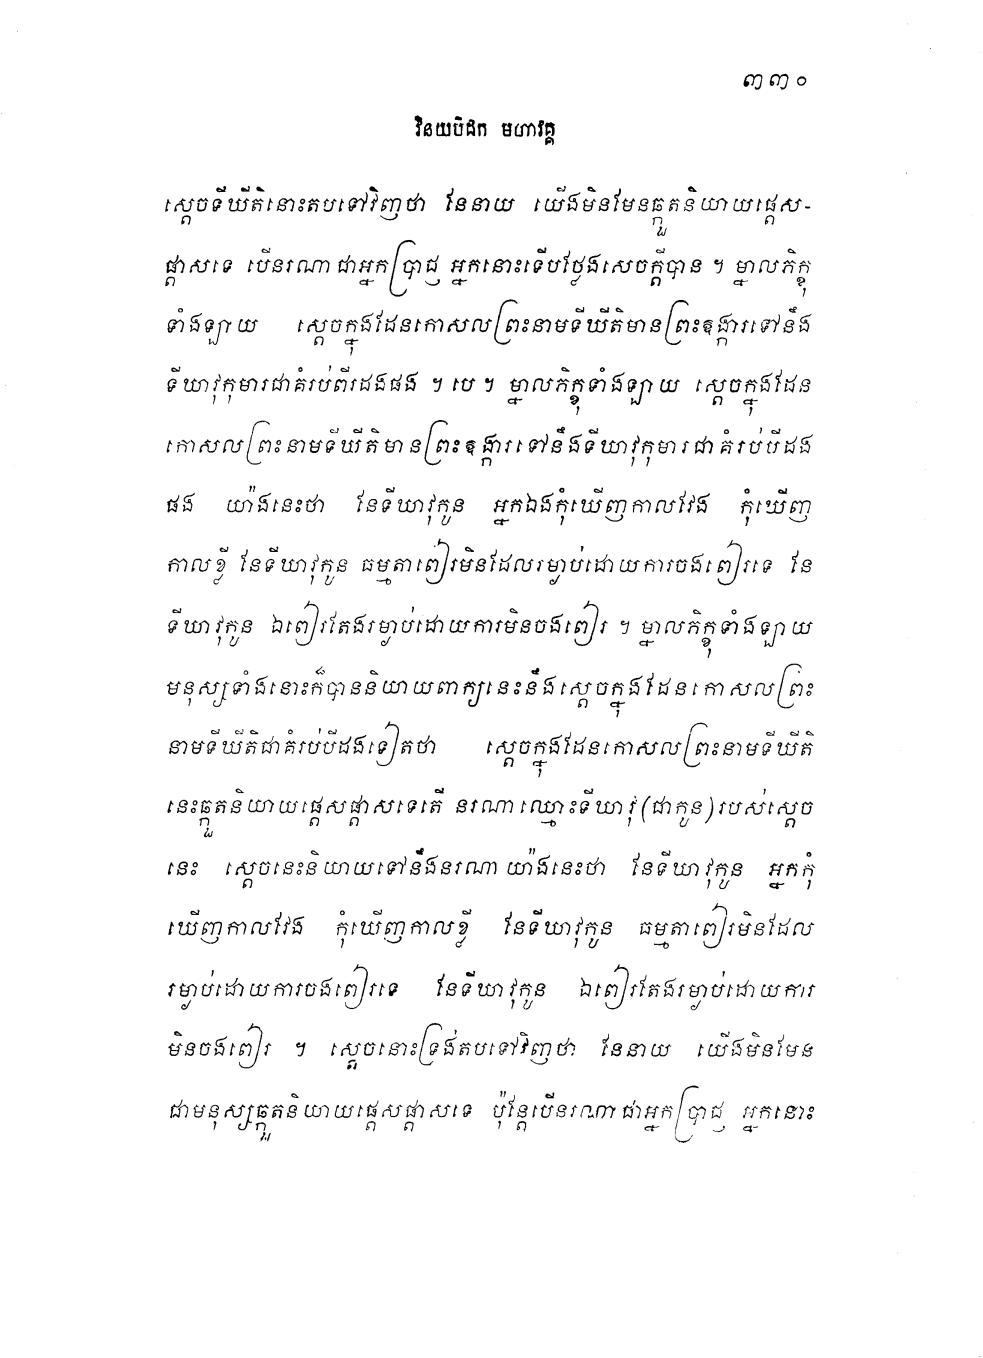 ៣៣០
វិនយបិដក មហាវគ្គ
ស្តេចទីឃីតិនោះតបទៅវិញថា នែនាយ យើងមិនមែនឆ្កួតនិយាយផ្តេស-
ផ្តាសទេ បើនរណាជាអ្នកប្រាជ្ញ អ្នកនោះទើបថ្លែងសេចក្តីបាន ។ ម្នាលភិក្ខុ
ទាំងឡាយ ស្តេចក្នុងដែនកោសលព្រះនាមទីឃីតិមានព្រះឧង្ការទៅនឹង
ទីឃាវុកុមារជាគំរប់ពីរដងផង ។ បេ ។ ម្នាលភិក្ខុទាំងឡាយ ស្តេចក្នុងដែន
កោសលព្រះនាមទីឃីតិមានព្រះឧង្ការទៅនឹងទីឃាវុកុមារជាគំរប់បីដង
ផង យ៉ាងនេះថា នែទីឃាវុកូន អ្នកឯងកុំឃើញកាលវែង កុំឃើញ
កាលខ្លី នែទីឃាវុកូន ធម្មតាពៀរមិនដែលរម្ងាប់ដោយការចងពៀរទេ នែ
ទីឃាវុកូន ឯពៀរតែងរម្ងាប់ដោយការមិនចងពៀរ ។ ម្នាលភិក្ខុទាំងឡាយ
មនុស្សទាំងនោះក៏បាននិយាយពាក្យនេះនឹងស្តេចក្នុងដែនកោសលព្រះ
នាមទីឃីតិជាគំរប់បីដងទៀតថា ស្តេចក្នុងដែនកោសលព្រះនាមទីឃីតិ
នេះឆ្កួតនិយាយផ្តេសផ្តាសទេតើ នរណាឈ្មោះទីឃាវុ(ជាកូន)របស់ស្តេច
នេះ ស្តេចនេះនិយាយទៅនឹងនរណាយ៉ាងនេះថា នែទីឃាវុកូន អ្នកកុំ
ឃើញកាលវែង កុំឃើញកាលខ្លី នែទីឃាវុកូន ធម្មតាពៀរមិនដែល
រម្ងាប់ដោយការចងពៀរទេ នែទីឃាវុកូន ឯពៀរតែងរម្ងាប់ដោយការ
មិនចងពៀរ ។ ស្តេចនោះទ្រង់តបទៅវិញថា នែនាយ យើងមិនមែន
ជាមនុស្សឆ្កួតនិយាយផ្តេសផ្តាសទេ ប៉ុន្តែបើនរណាជាអ្នកប្រាជ្ញ អ្នកនោះ